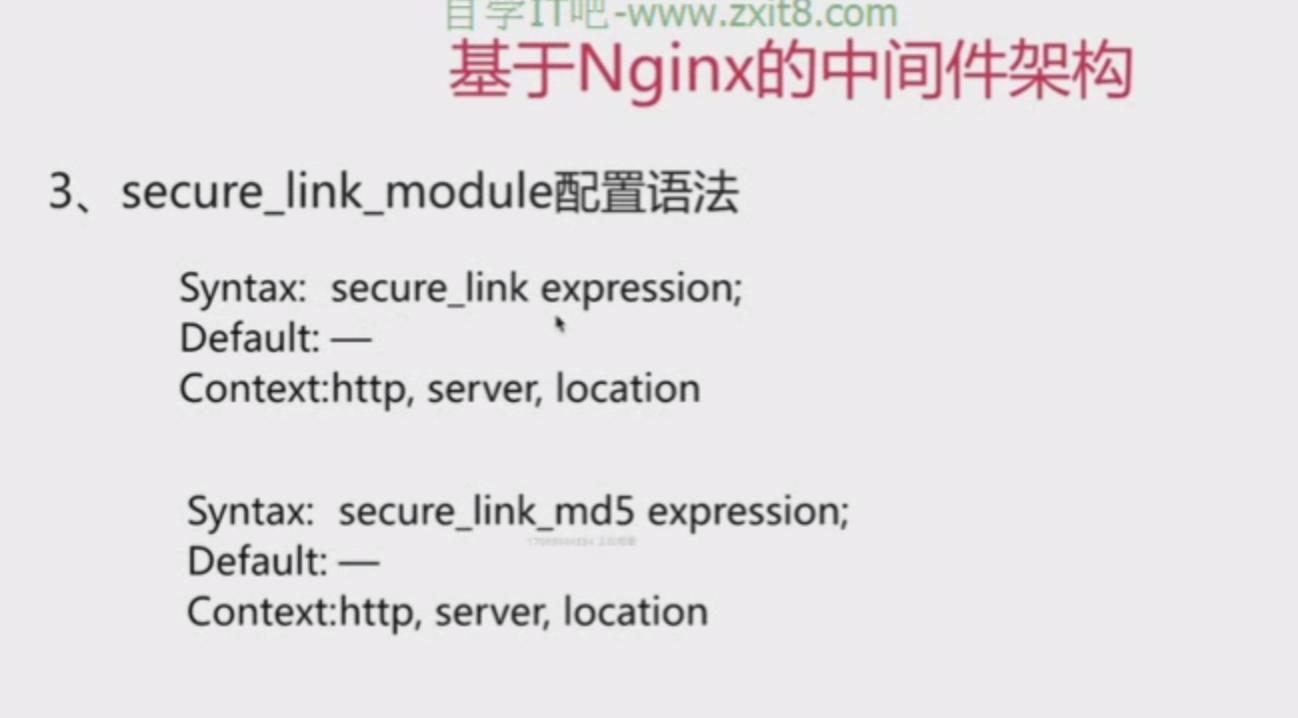 自学IT吧-www.zxit8.com
基于Nginx的中间件架构
3、secure_link_module配置语法
Syntax: secure_link expression;
Default: —
Context:http, server, location
Syntax: secure_link_md5 expression;
Default: —
Context:http, server, location